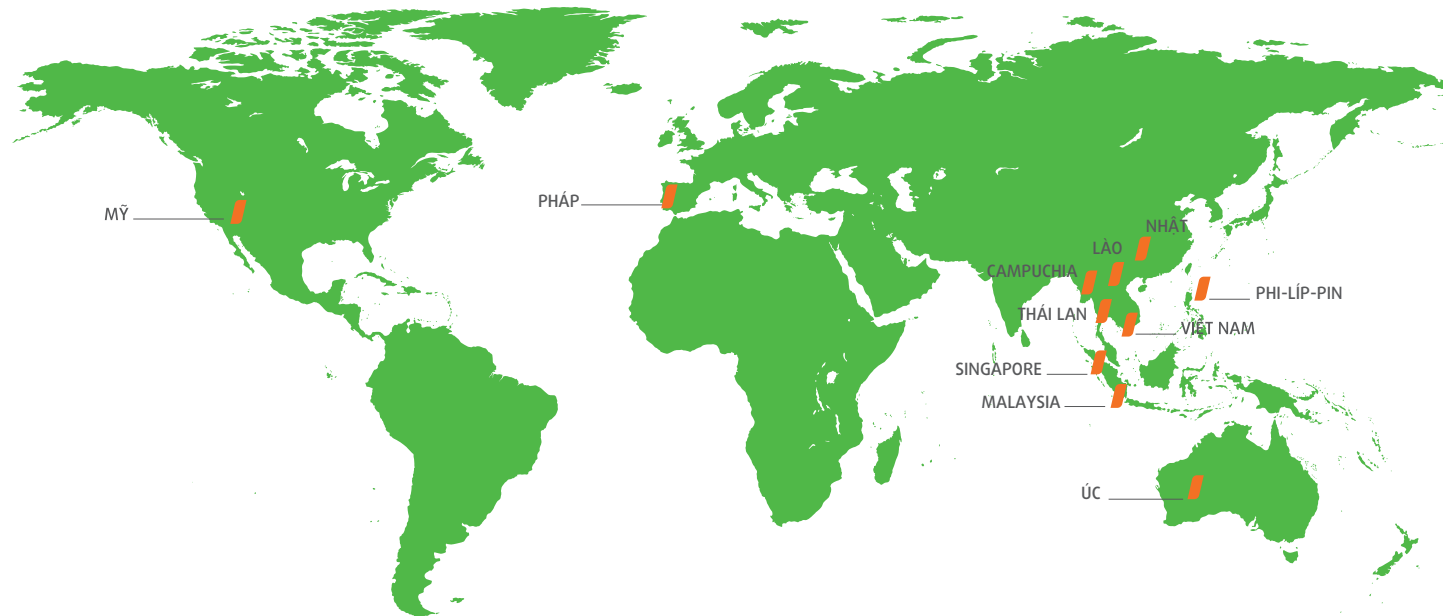 MỸ
PHÁP
NHẬT
LÀO
CAMPUCHIA
PHI-LÍP-PIN
THÁI LAN
VIỆT NAM
SINGAPORE
MALAYSIA
ÚC